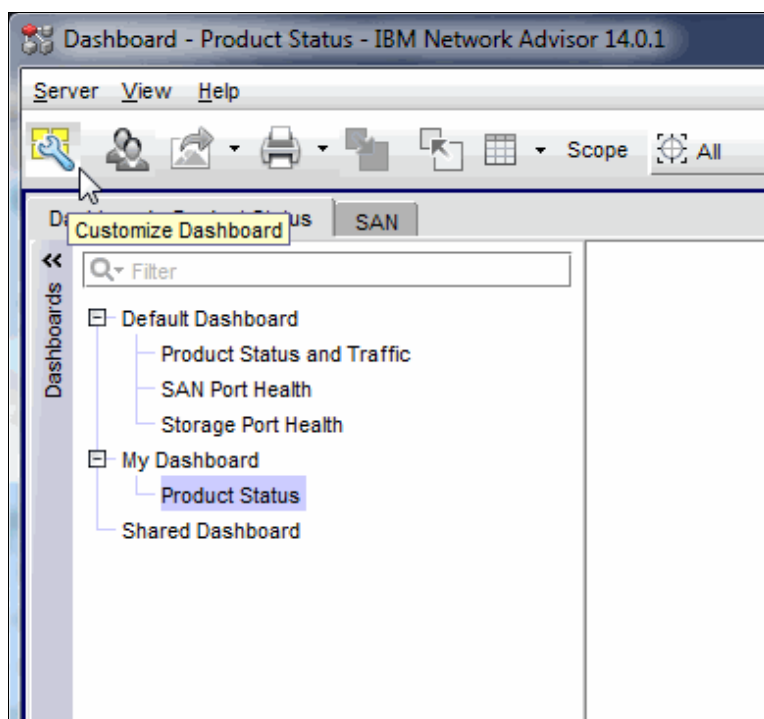 Dashboard - Product Status - IBM Network Advisor 14.0.1
Server View Help
Scope All
Customize Dashboard
SAN
Dashboards
Filter
Default Dashboard
Product Status and Traffic
SAN Port Health
Storage Port Health
My Dashboard
Product Status
Shared Dashboard